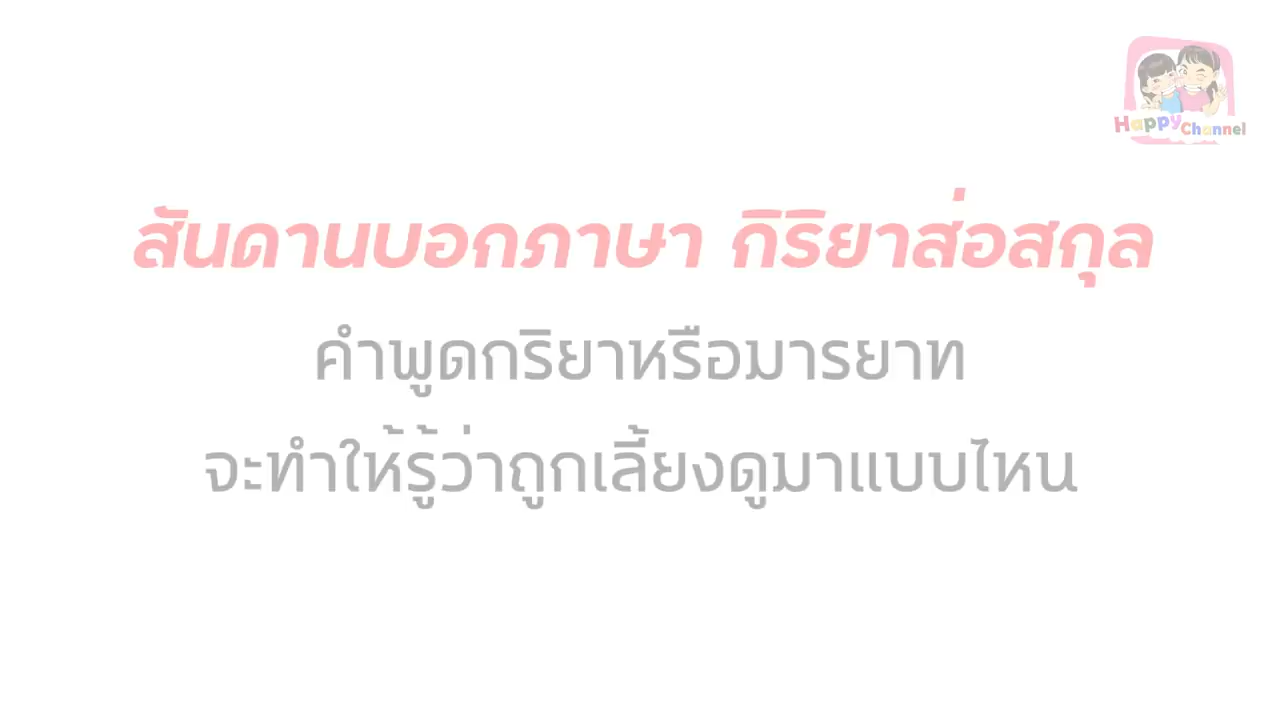 Happy Channel
สันดานบอกภาษา กิริยาส่อสกุล
คำพูดกริยาหรือมารยาท
จะทำให้รู้ว่าถูกเลี้ยงดูมาแบบไหน